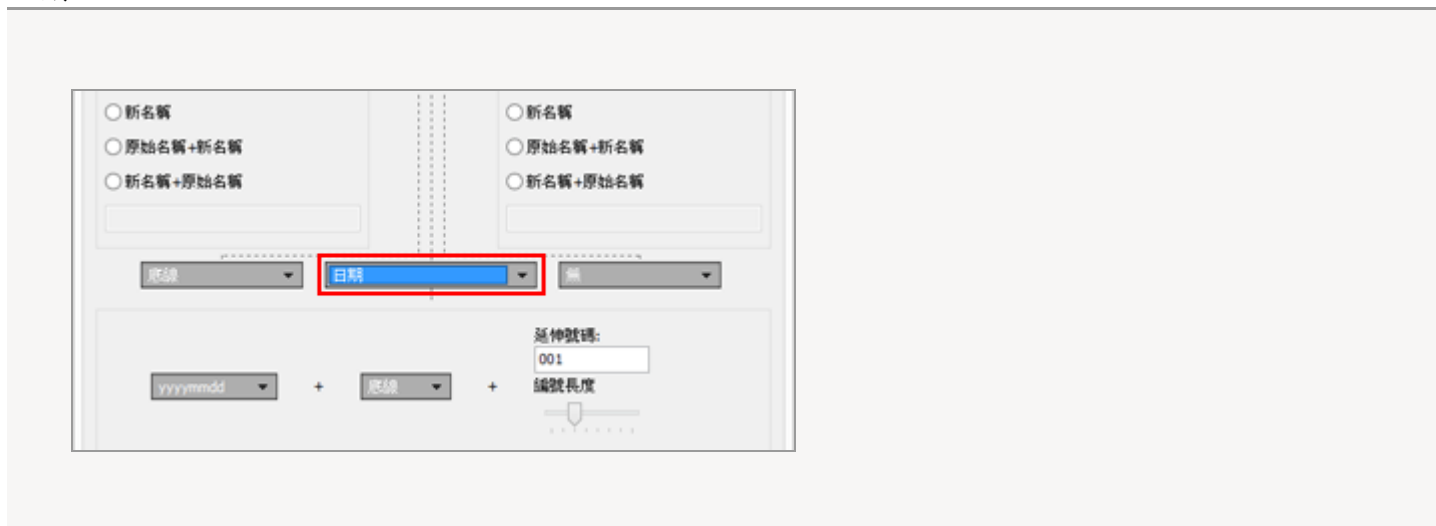 新名稱
新名稱
原始名稱+新名稱
原始名稱+新名稱
新名稱+原始名稱
新名稱+原始名稱
底線
日期
無
延伸號碼:
001
yyyymmdd
+
底線
+
編號長度